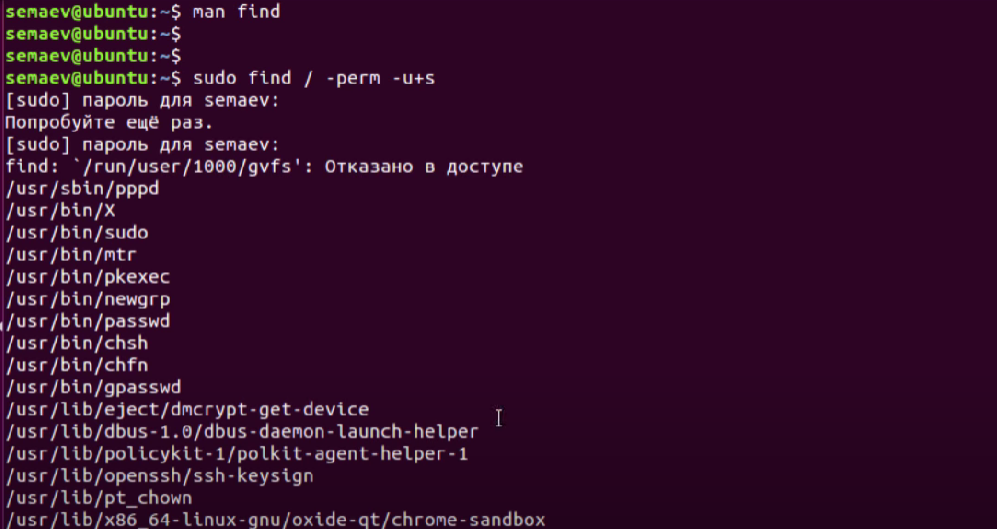 semaev@ubuntu:~$ man find
semaev@ubuntu:~$
semaev@ubuntu:~$
semaev@ubuntu:~$ sudo find / -perm -u+s
[sudo] пароль для semaev:
Попробуйте ещё раз.
[sudo] пароль для semaev:
find: `/run/user/1000/gvfs': Отказано в доступе
/usr/sbin/pppd
/usr/bin/X
/usr/bin/sudo
/usr/bin/mtr
/usr/bin/pkexec
/usr/bin/newgrp
/usr/bin/passwd
/usr/bin/chsh
/usr/bin/chfn
/usr/bin/gpasswd
/usr/lib/eject/dmcrypt-get-device
/usr/lib/dbus-1.0/dbus-daemon-launch-helper
/usr/lib/policykit-1/polkit-agent-helper-1
/usr/lib/openssh/ssh-keysign
/usr/lib/pt_chown
/usr/lib/x86_64-linux-gnu/oxide-qt/chrome-sandbox